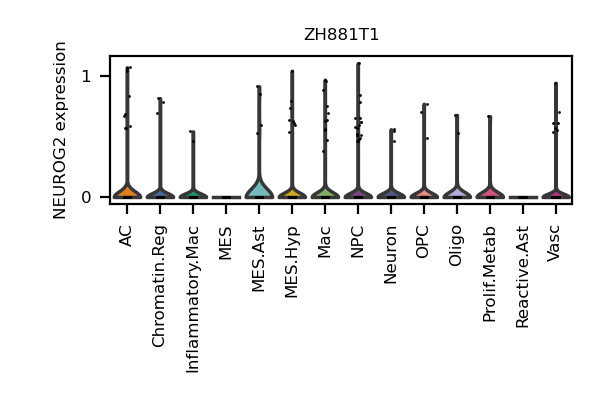 ZH881T1
NEUROG2 expression
1
0
AC
Chromatin.Reg
Inflammatory.Mac
MES
MES.Ast
MES.Hyp
Mac
NPC
Neuron
OPC
Oligo
Prolif.Metab
Reactive.Ast
Vasc